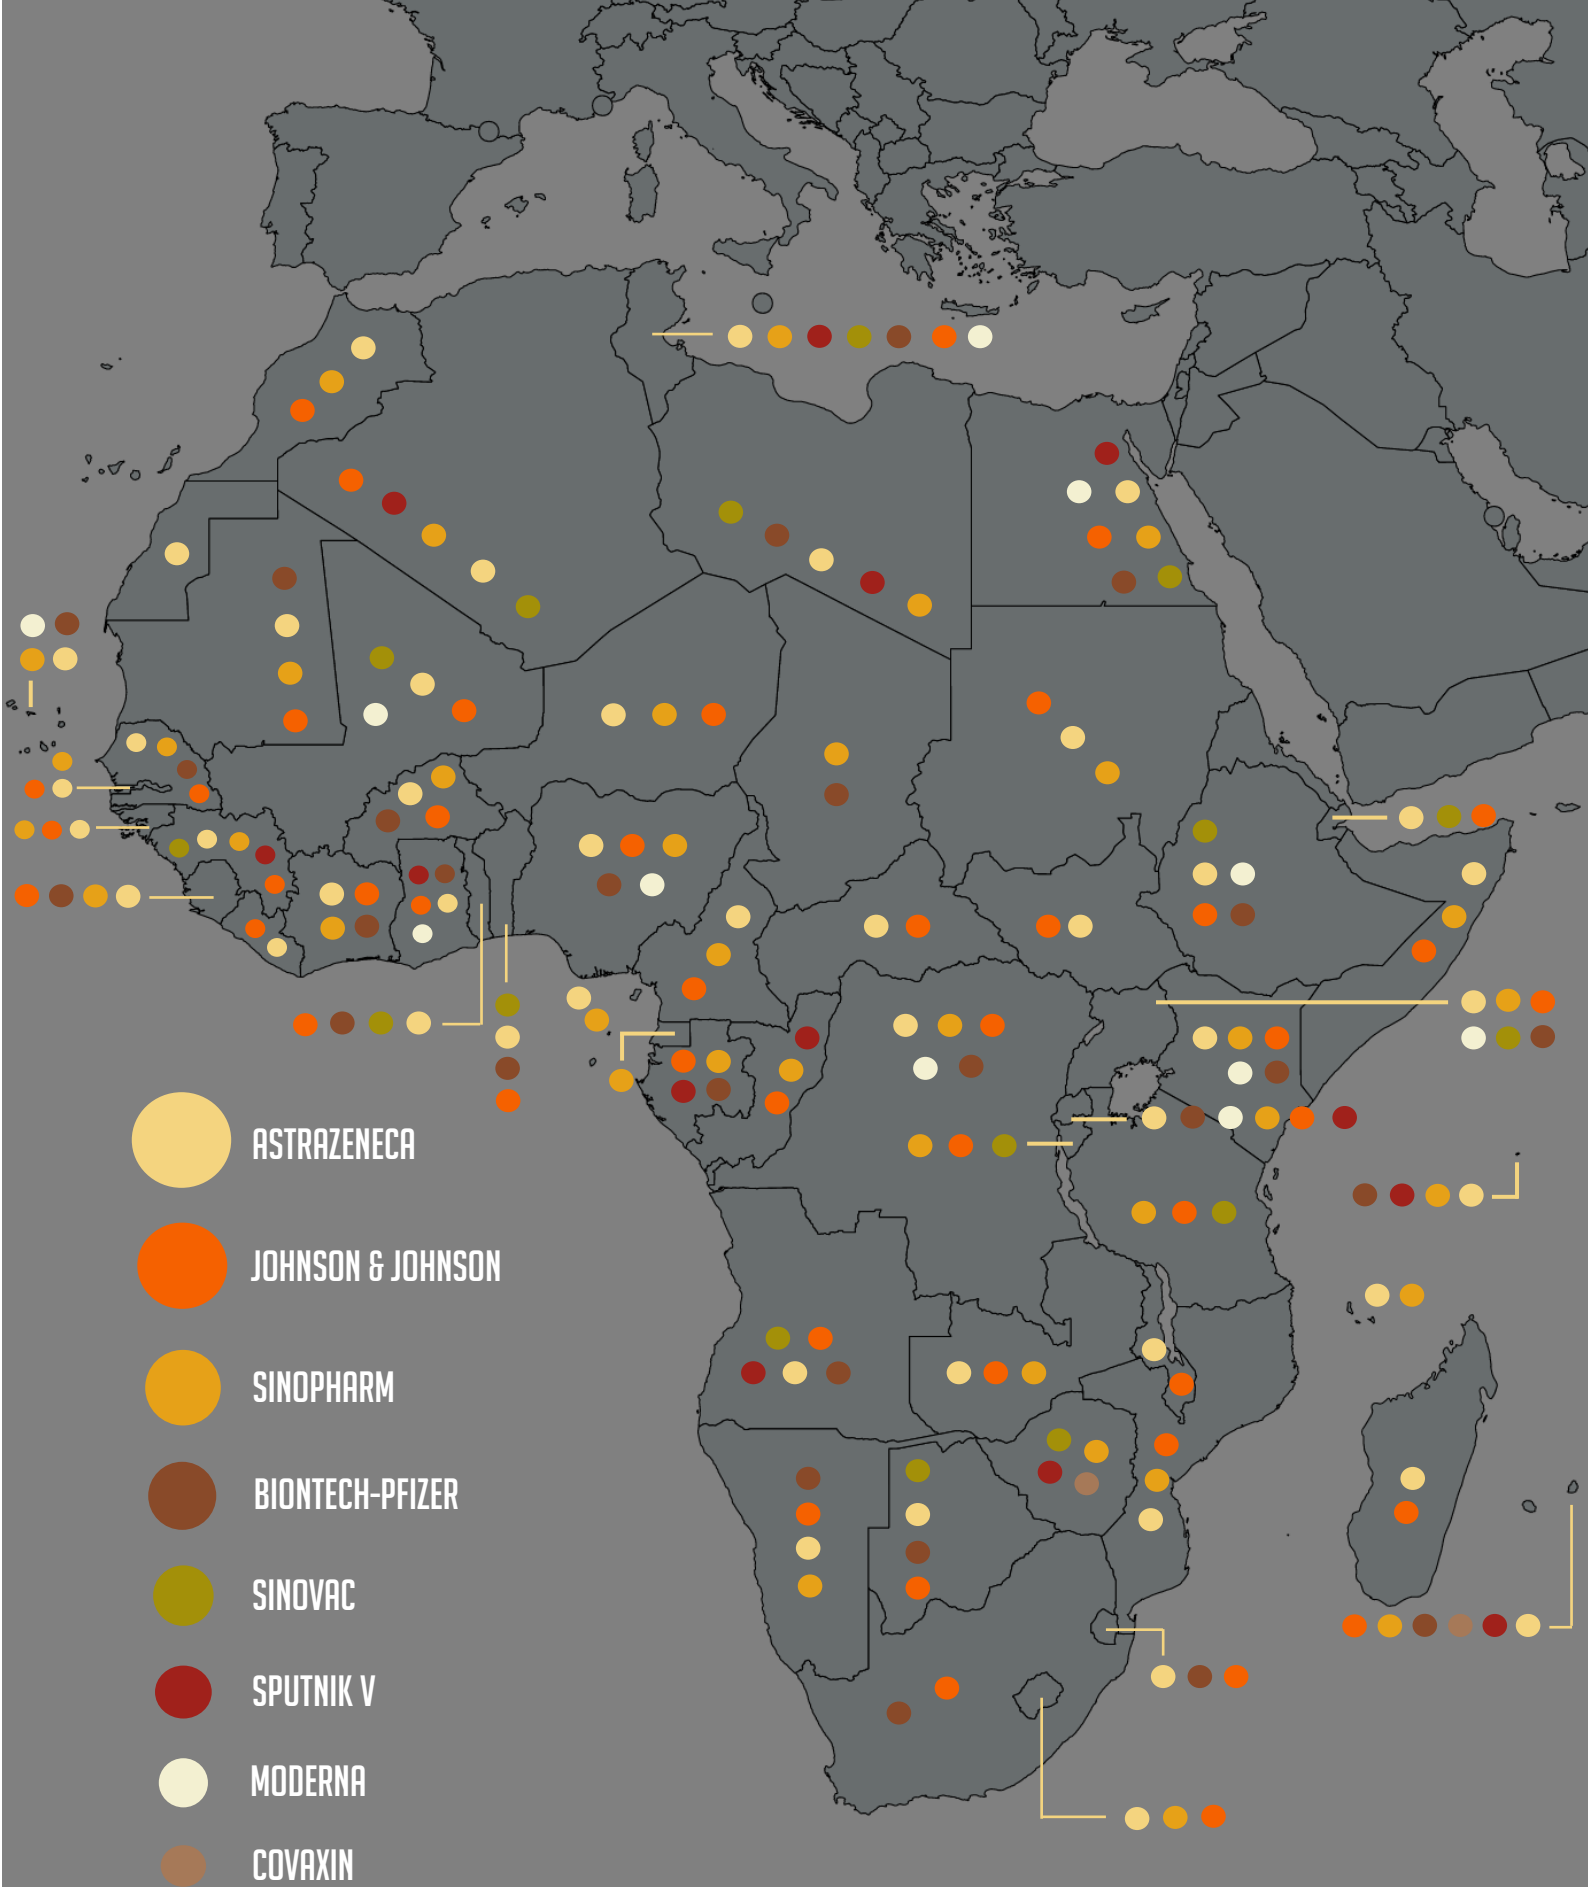 ASTRAZENECA
JOHNSON & JOHNSON
SINOPHARM
BIONTECH-PFIZER
SINOVAC
SPUTNIK V
MODERNA
COVAXIN